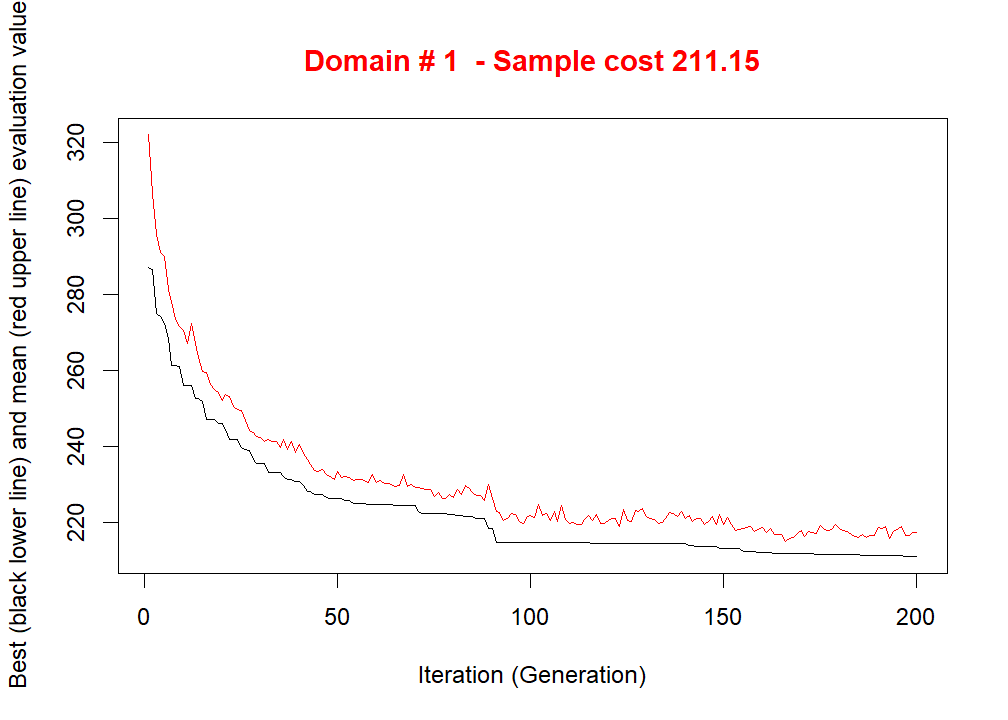 Domain # 1  - Sample cost 211.15
Best (black lower line) and mean (red upper line) evaluation value
320
300
280
260
240
220
0 50 100 150 200
Iteration (Generation)